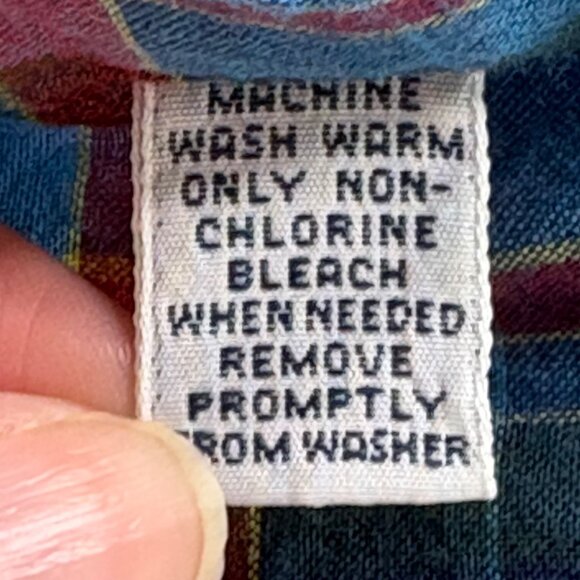 MACHINE
WASH WARM
ONLY NON-
CHLORINE
BLEACH
WHEN NEEDED
REMOVE
PROMPTLY
FROM WASHER